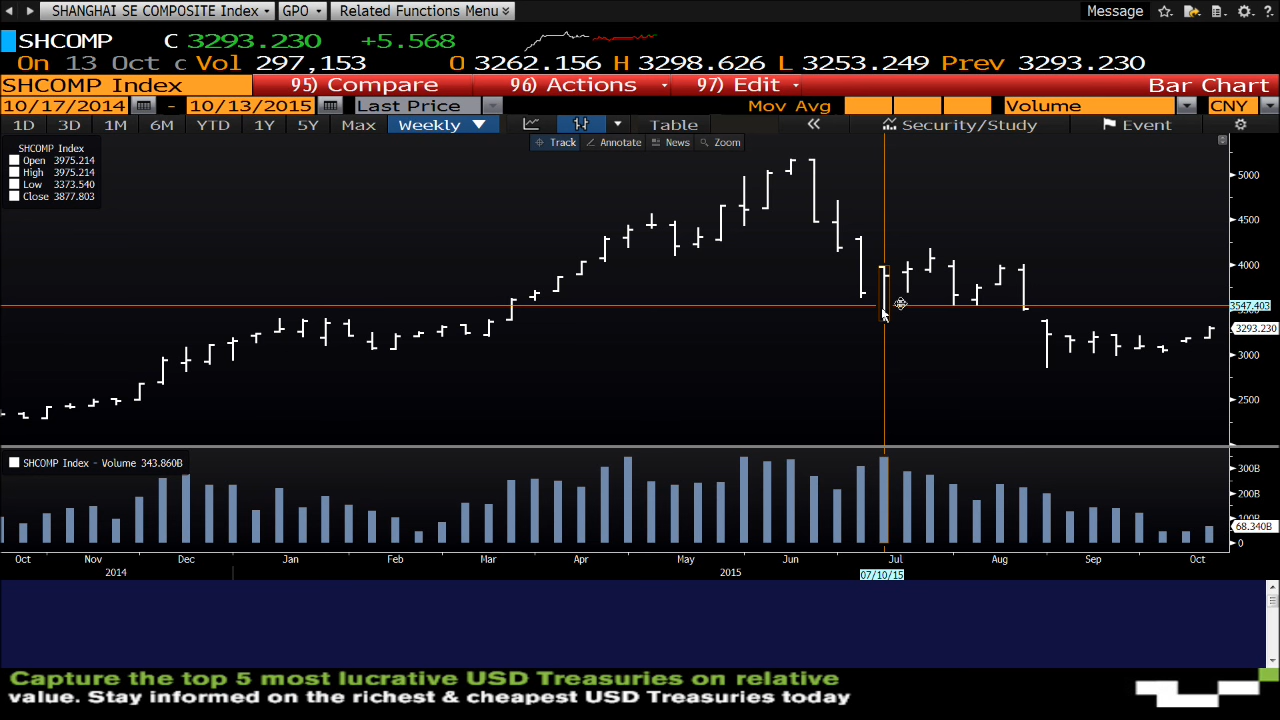 SHANGHAI SE COMPOSITE Index GPO Related Functions Menu Message ?
SHCOMP C 3293.230 +5.568
On 13 Oct c Vol 297,153 O 3262.156 H 3298.626 L 3253.249 Prev 3293.230
SHCOMP Index 95) Compare 96) Actions 97) Edit Bar Chart
10/17/2014 - 10/13/2015 Last Price Mov Avg Volume CNY
1D 3D 1M 6M YTD 1Y 5Y Max Weekly Table Security/Study Event
Track Annotate News Zoom
SHCOMP Index
Open 3975.214
High 3975.214
Low 3373.540
Close 3877.803
5000
4500
4000
3547.403
3293.230
3000
2500
SHCOMP Index - Volume 343.860B
300B
200B
100B
68.340B
0
Oct Nov Dec Jan Feb Mar Apr May Jun Jul Aug Sep Oct
2014 2015 07/10/15
Capture the top 5 most lucrative USD Treasuries on relative
value. Stay informed on the richest & cheapest USD Treasuries today